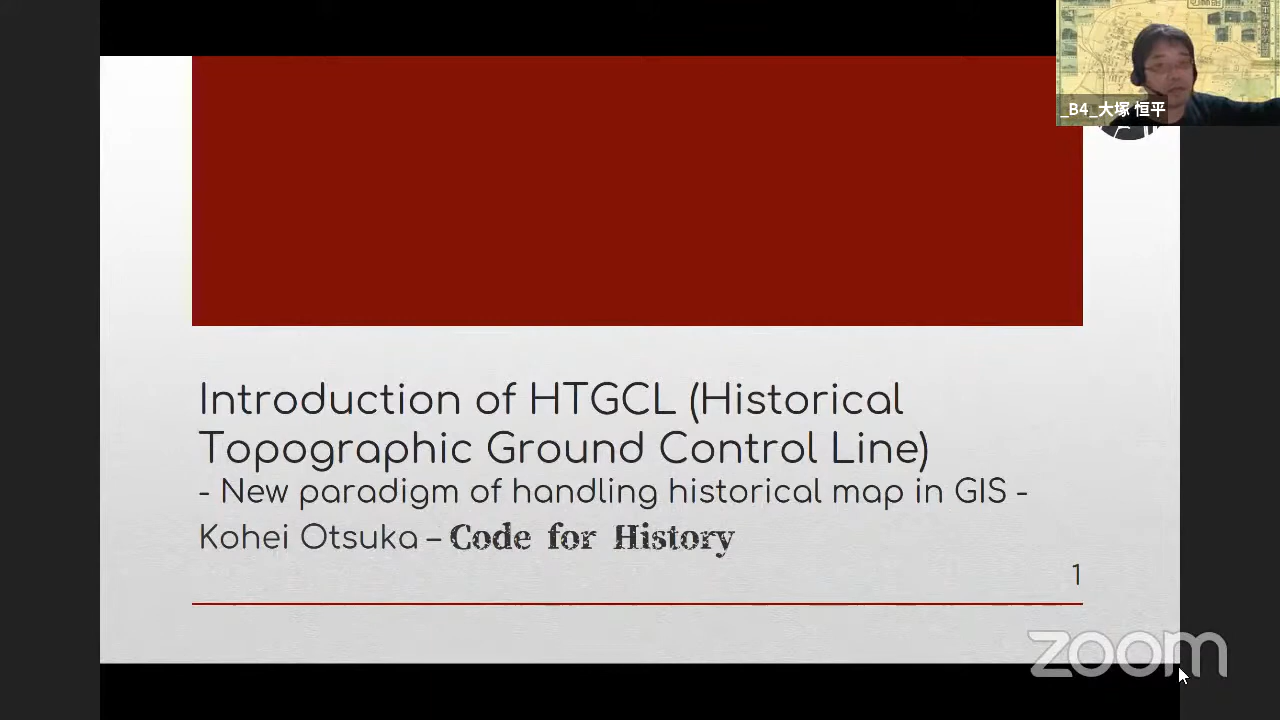 _B4_大塚 恒平
Introduction of HTGCL (Historical
Topographic Ground Control Line)
- New paradigm of handling historical map in GIS -
Kohei Otsuka – Code for History
1
zoom